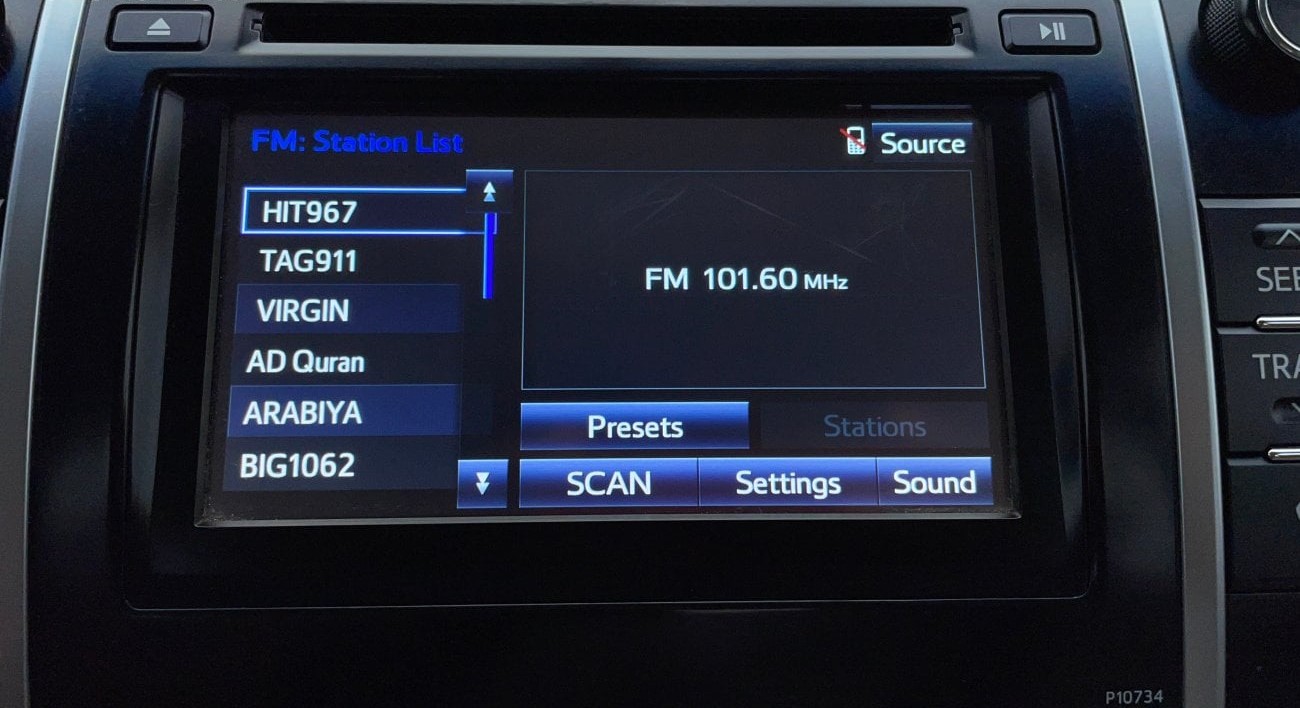 FM: Station List
Source
HIT967
TAG911
VIRGIN
AD Quran
ARABIYA
BIG1062
FM 101.60 MHz
Presets
Stations
SCAN
Settings
Sound
P10734